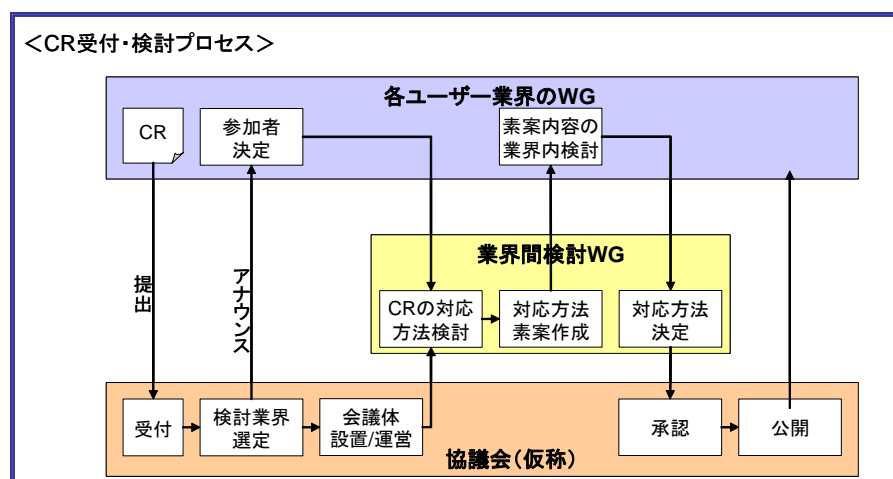 ＜CR受付・検討プロセス＞
各ユーザー業界のWG
CR
参加者
決定
素案内容の
業界内検討
提出
アナウンス
業界間検討WG
CRの対応
方法検討
対応方法
素案作成
対応方法
決定
受付
検討業界
選定
会議体
設置/運営
承認
公開
協議会（仮称）